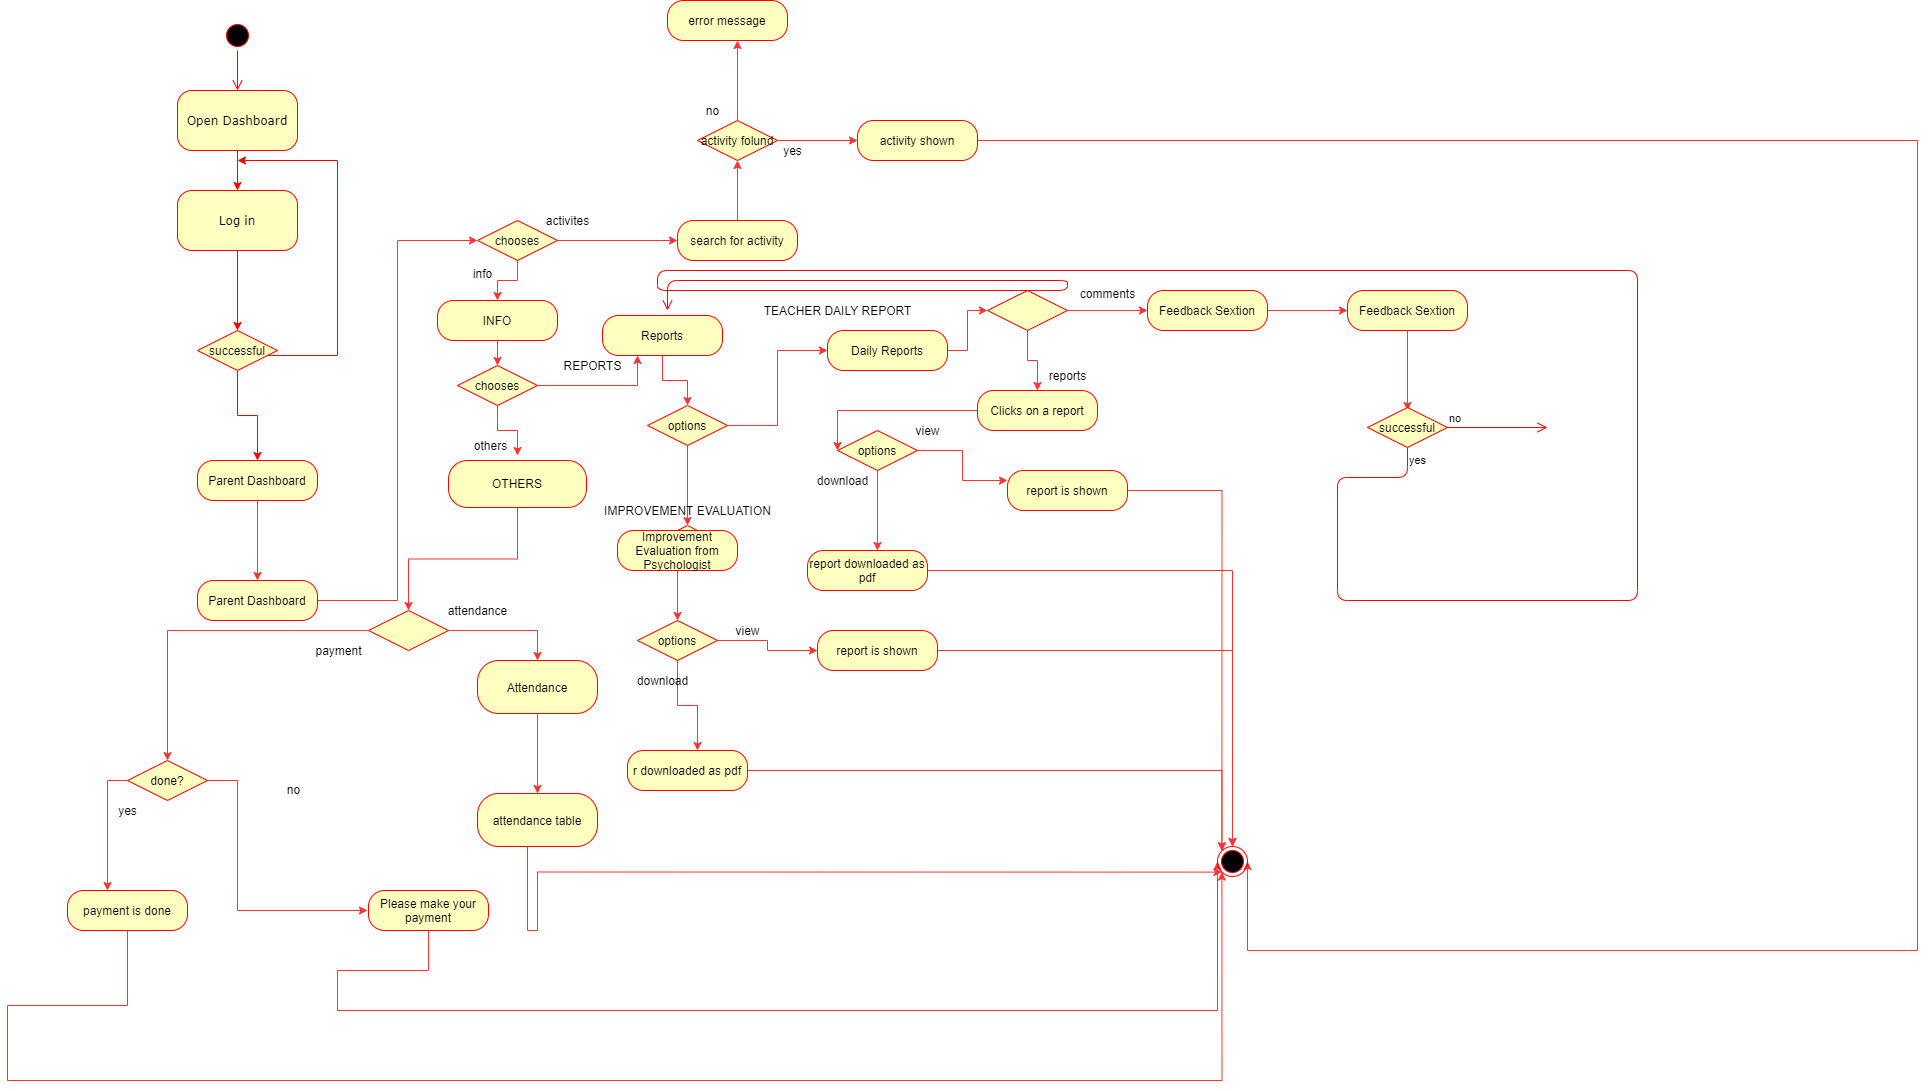 error message
Open Dashboard
no
activity folund
yes
activity shown
Log in
activites
chooses
search for activity
info
comments
TEACHER DAILY REPORT
INFO
Feedback Sextion
Feedback Sextion
Reports
successful
Daily Reports
REPORTS
chooses
reports
Clicks on a report
options
no
successful
view
others
options
yes
download
Parent Dashboard
OTHERS
report is shown
IMPROVEMENT EVALUATION
Improvement
Evaluation from
Psychologist
report downloaded as
pdf
Parent Dashboard
attendance
view
options
payment
report is shown
download
Attendance
r downloaded as pdf
done?
no
yes
attendance table
payment is done
Please make your
payment